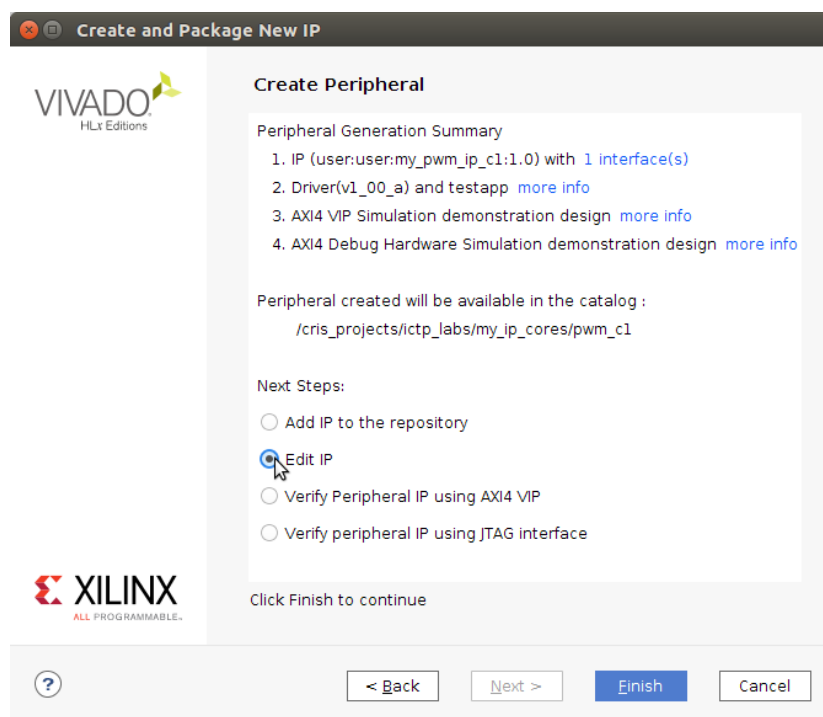 Create and Package New IP
VIVADO
HLx Editions
Create Peripheral
Peripheral Generation Summary
1. IP (user:user:my_pwm_ip_c1:1.0) with 1 interface(s)
2. Driver(v1_00_a) and testapp more info
3. AXI4 VIP Simulation demonstration design more info
4. AXI4 Debug Hardware Simulation demonstration design more info
Peripheral created will be available in the catalog :
/cris_projects/ictp_labs/my_ip_cores/pwm_c1
Next Steps:
Add IP to the repository
Edit IP
Verify Peripheral IP using AXI4 VIP
Verify peripheral IP using JTAG interface
XILINX
ALL PROGRAMMABLE™
Click Finish to continue
?
< Back
Next >
Finish
Cancel